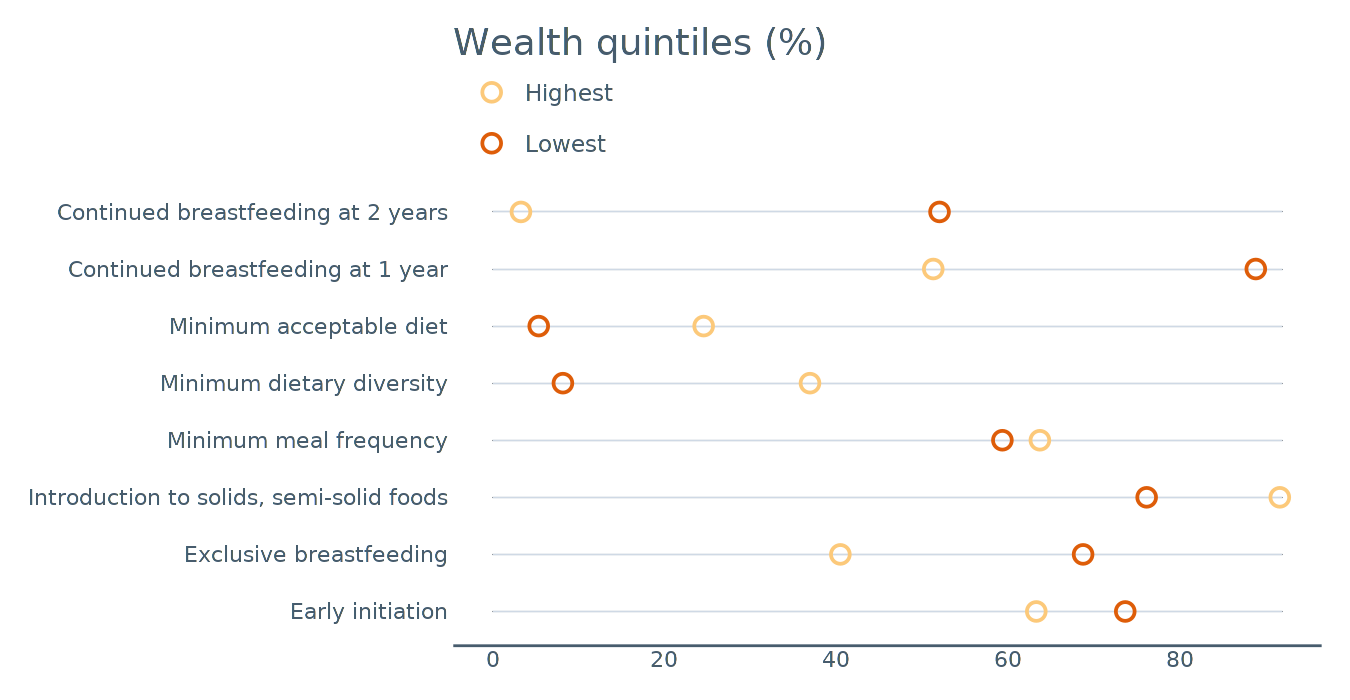 Wealth quintiles (%)
Highest
Lowest
Continued breastfeeding at 2 years
Continued breastfeeding at 1 year
Minimum acceptable diet
Minimum dietary diversity
Minimum meal frequency
Introduction to solids, semi-solid foods
Exclusive breastfeeding
Early initiation
0 20 40 60 80